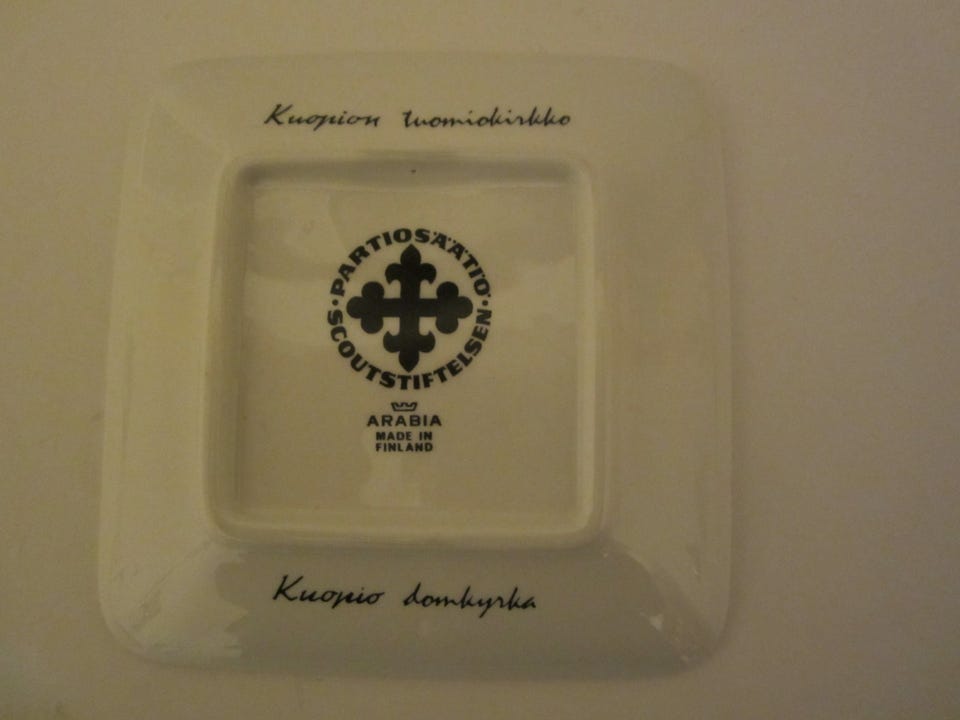 Kuopion tuomiokirkko
· PARTIOSÄÄTIÖ ·
SCOUTSTIFTELSEN
ARABIA
MADE IN
FINLAND
Kuopio domkyrka